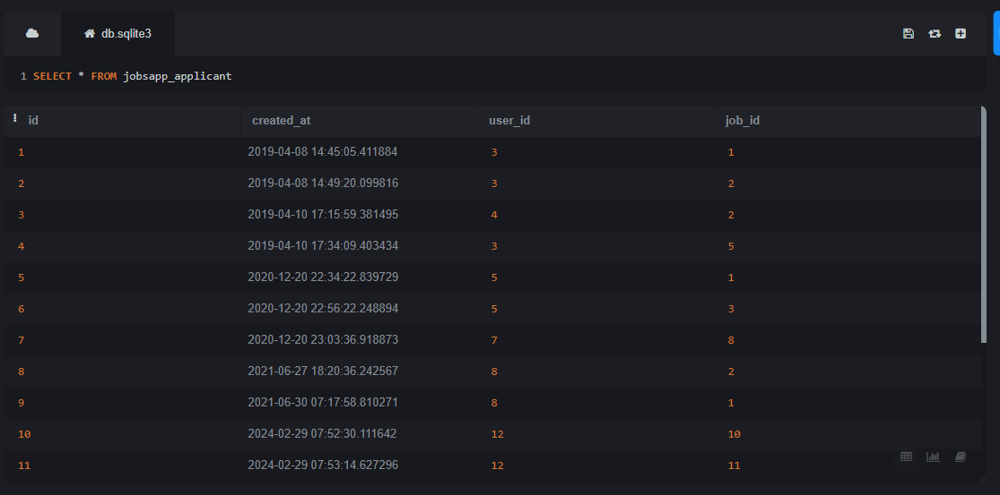 db.sqlite3
1 SELECT * FROM jobsapp_applicant
id created_at user_id job_id
1 2019-04-08 14:45:05.411884 3 1
2 2019-04-08 14:49:20.099816 3 2
3 2019-04-10 17:15:59.381495 4 2
4 2019-04-10 17:34:09.403434 3 5
5 2020-12-20 22:34:22.839729 5 1
6 2020-12-20 22:56:22.248894 5 3
7 2020-12-20 23:03:36.918873 7 8
8 2021-06-27 18:20:36.242567 8 2
9 2021-06-30 07:17:58.810271 8 1
10 2024-02-29 07:52:30.111642 12 10
11 2024-02-29 07:53:14.627296 12 11